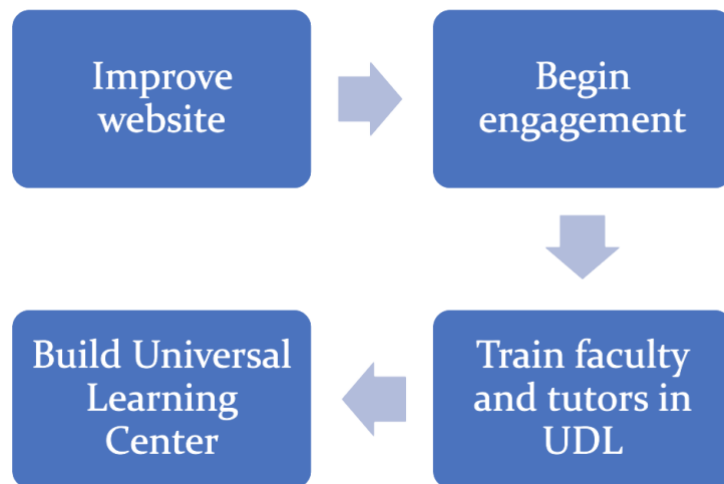 Improve
website
Begin
engagement
Train faculty
and tutors in
UDL
Build Universal
Learning
Center